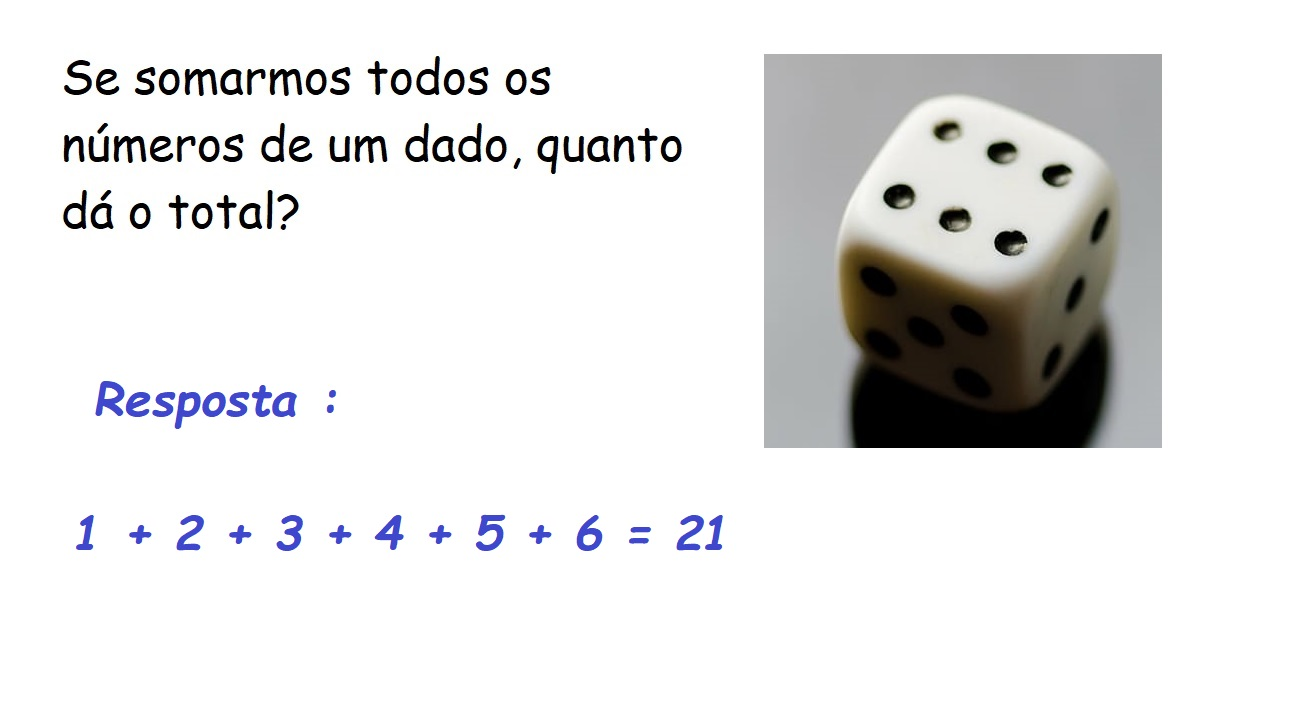 Se somarmos todos os
números de um dado, quanto
dá o total?
Resposta :
1 + 2 + 3 + 4 + 5 + 6 = 21